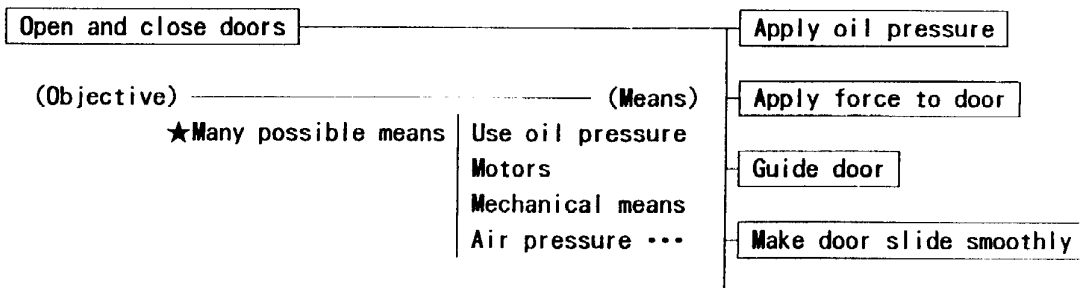 Open and close doors
Apply oil pressure
(Objective) (Means)
Apply force to door
★Many possible means
Use oil pressure
Motors
Guide door
Mechanical means
Air pressure •••
Make door slide smoothly